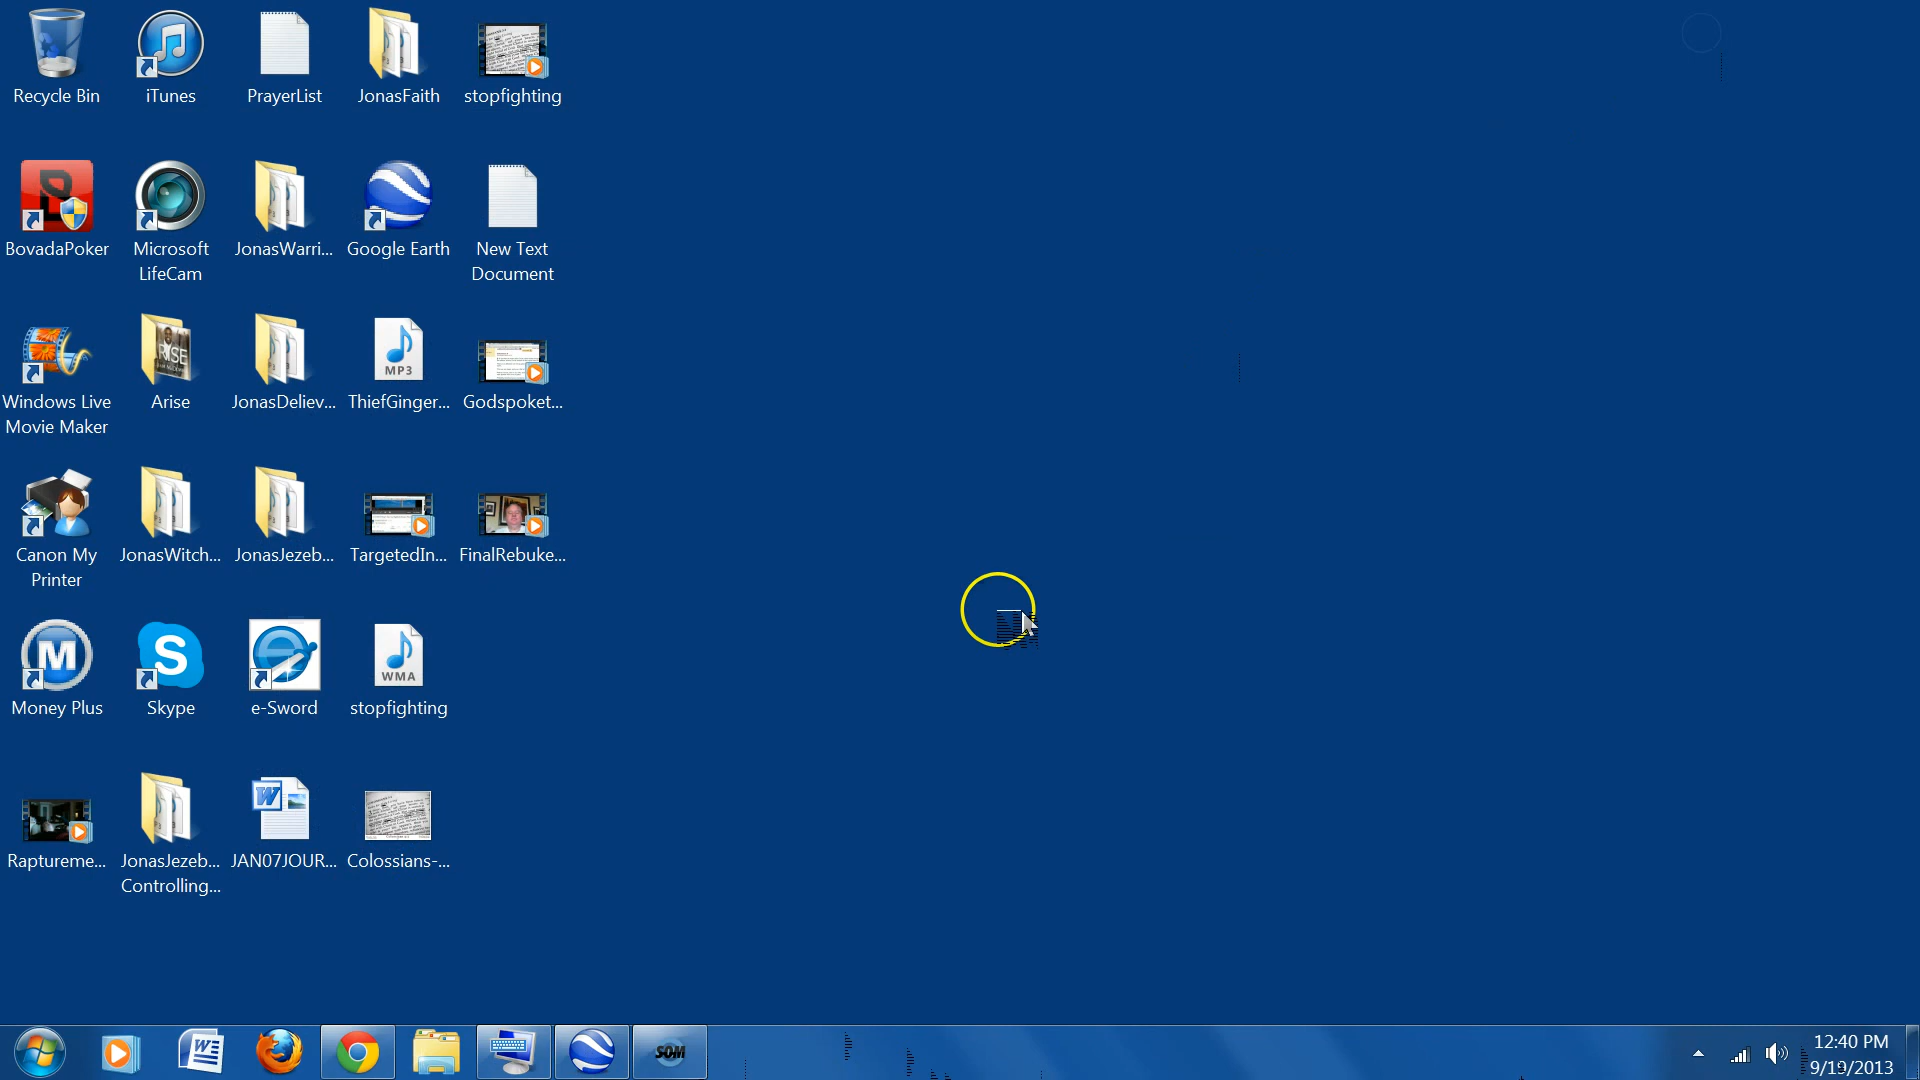 Recycle Bin
iTunes
PrayerList
JonasFaith
stopfighting
BovadaPoker
Microsoft
LifeCam
JonasWarri...
Google Earth
New Text
Document
Windows Live
Movie Maker
ARISE
Arise
JonasDeliev...
MP3
ThiefGinger...
Godspoket...
Canon My
Printer
JonasWitch...
JonasJezeb...
TargetedIn...
FinalRebuke...
M
Money Plus
S
Skype
e-Sword
WMA
stopfighting
Raptureme...
JonasJezeb...
Controlling...
W
JAN07JOUR...
Colossians-...
W
SOM
12:40 PM
9/19/2013